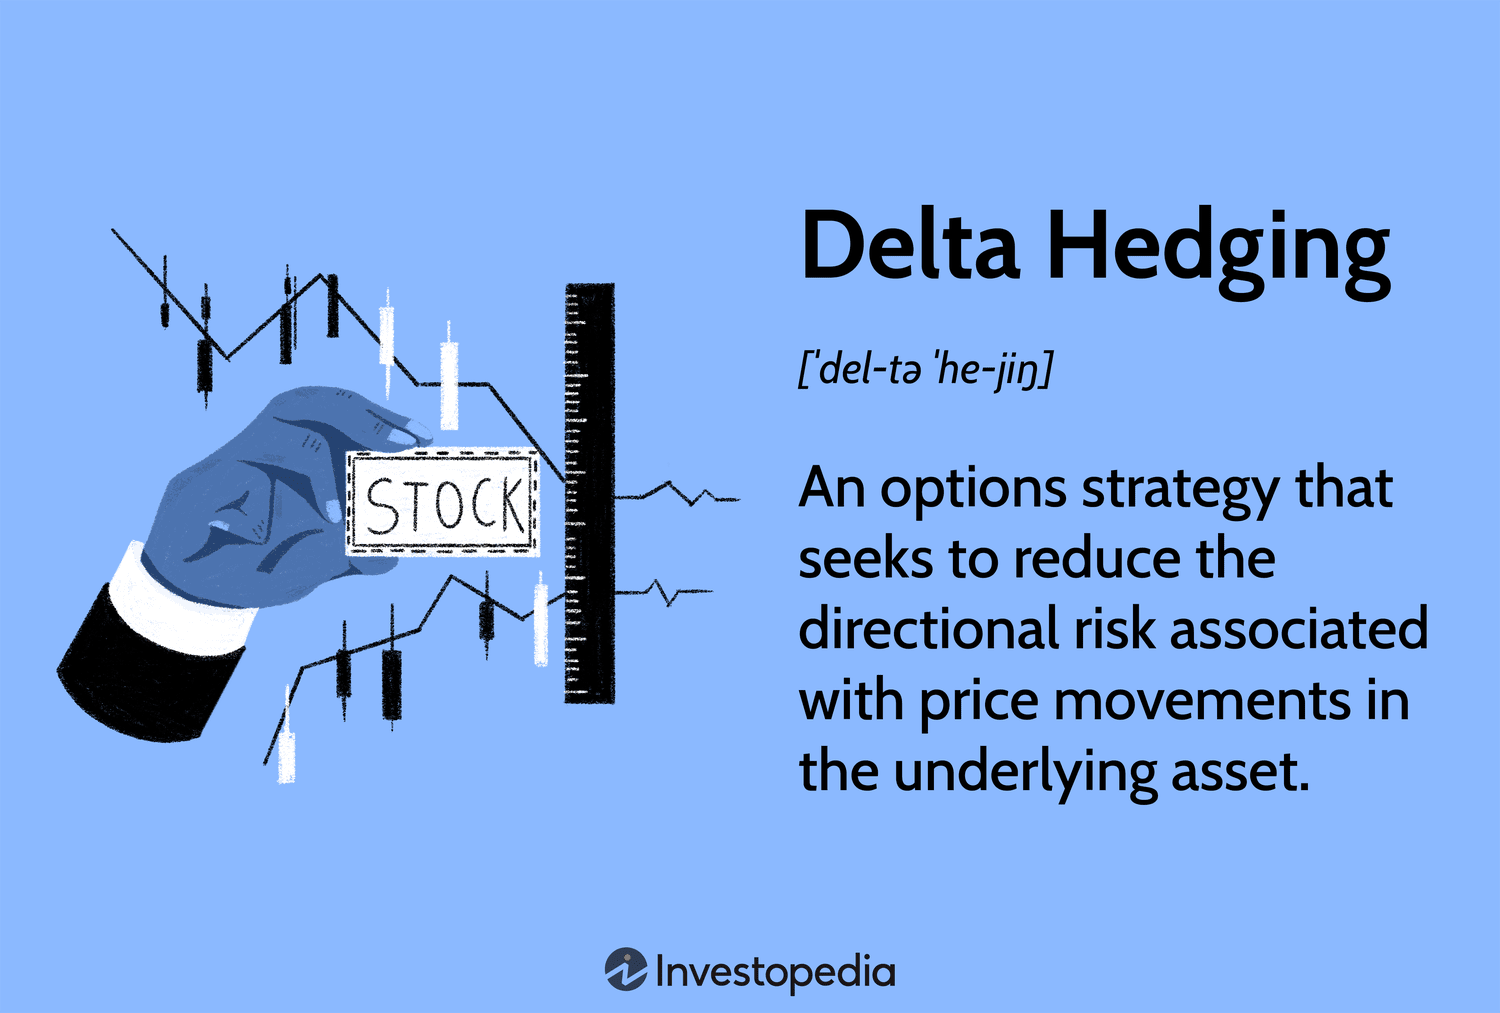 Delta Hedging
[ˈdel-tə ˈhe-jiŋ]
STOCK
An options strategy that
seeks to reduce the
directional risk associated
with price movements in
the underlying asset.
Investopedia